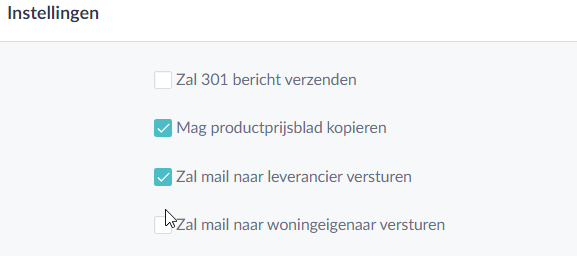 Instellingen
Zal 301 bericht verzenden
Mag productprijsblad kopieren
Zal mail naar leverancier versturen
Zal mail naar woningeigenaar versturen